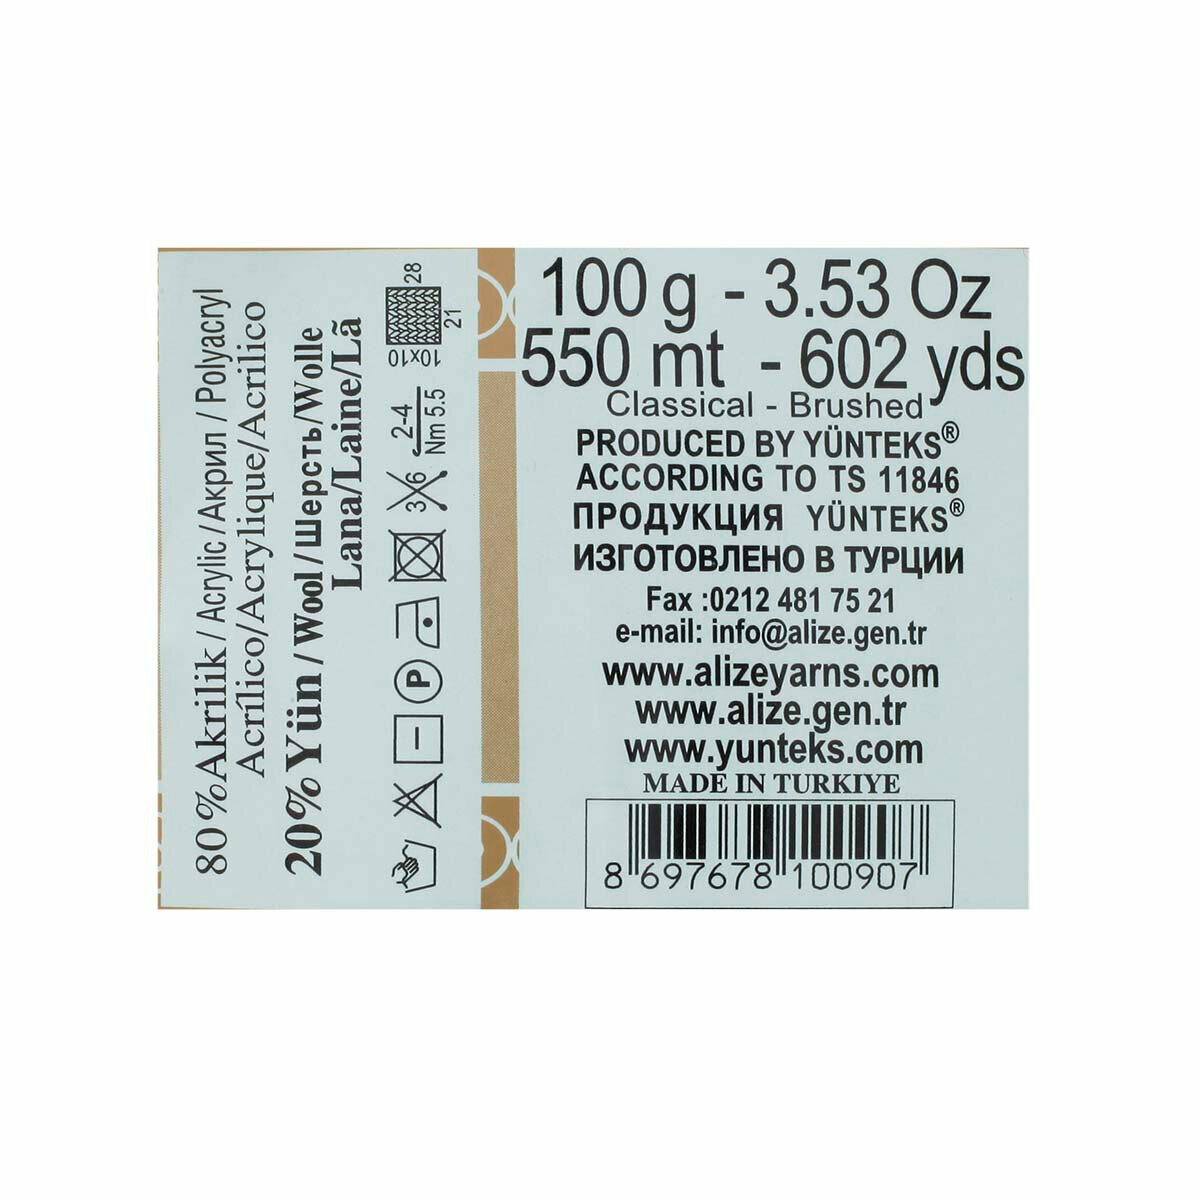 80%Akrilik / Acrylic / Акрил / Polyacryl
Acrílico/Acrylique/Acrilico
20%Yün / Wool / Шерсть/Wolle
Lana/Laine/Lã
P
3 6
2-4
Nm 5.5
10x10
28
21
100 g - 3.53 Oz
550 mt - 602 yds
Classical - Brushed
PRODUCED BY YÜNTEKS®
ACCORDING TO TS 11846
ПРОДУКЦИЯ YÜNTEKS®
ИЗГОТОВЛЕНО В ТУРЦИИ
Fax :0212 481 75 21
e-mail: info@alize.gen.tr
www.alizeyarns.com
www.alize.gen.tr
www.yunteks.com
MADE IN TURKIYE
8 697678 100907